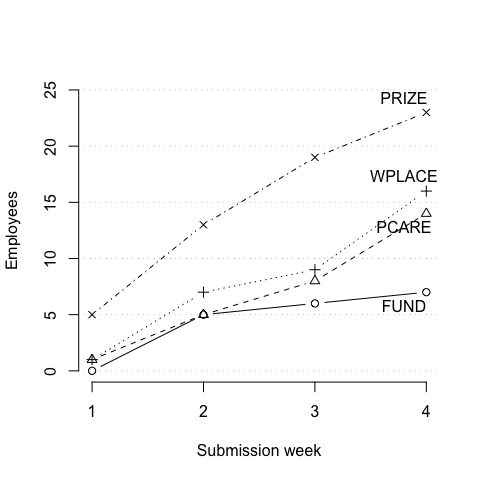 25
20
15
10
5
0
Employees
PRIZE
WPLACE
PCARE
FUND
1 2 3 4
Submission week